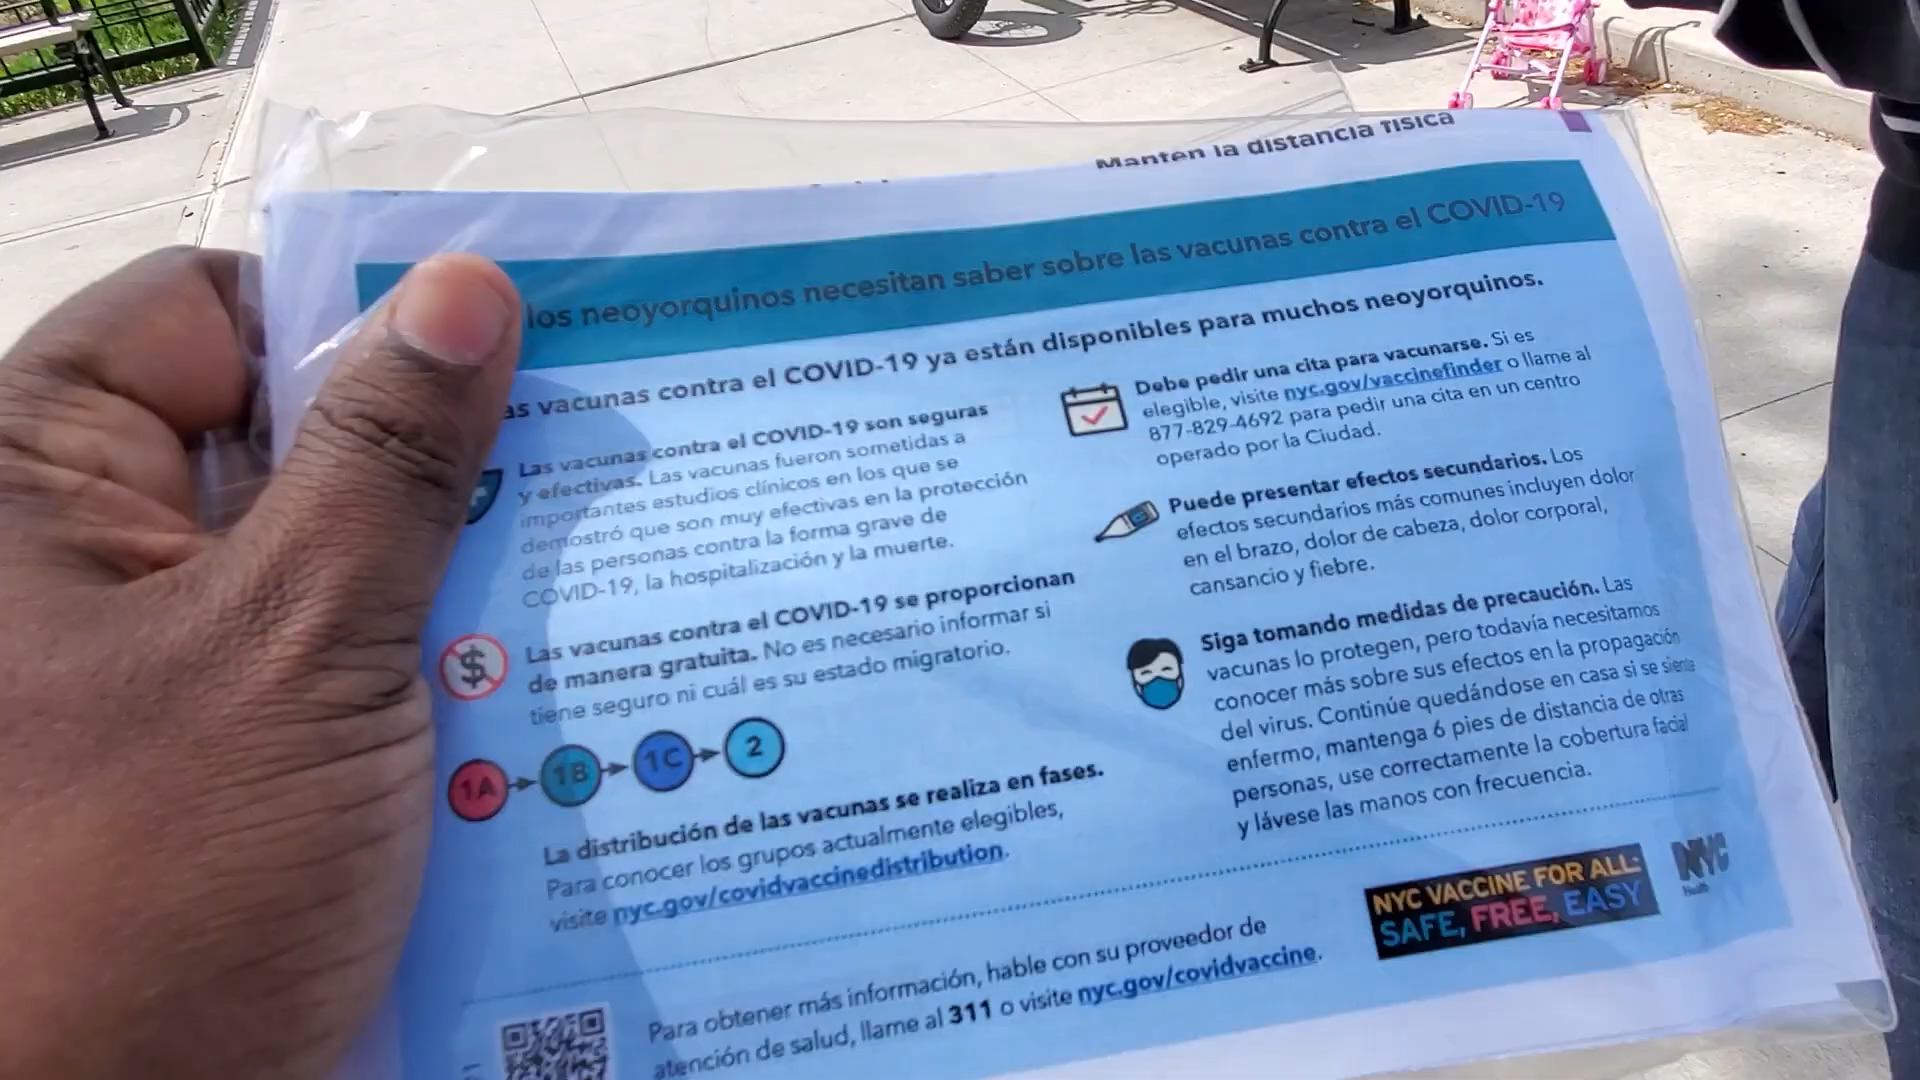 Mantén la distancia física
los neoyorquinos necesitan saber sobre las vacunas contra el COVID-19
as vacunas contra el COVID-19 ya están disponibles para muchos neoyorquinos.
Las vacunas contra el COVID-19 son seguras
y efectivas. Las vacunas fueron sometidas a
importantes estudios clínicos en los que se
demostró que son muy efectivas en la protección
de las personas contra la forma grave de
COVID-19, la hospitalización y la muerte.
$
Las vacunas contra el COVID-19 se proporcionan
de manera gratuita. No es necesario informar si
tiene seguro ni cuál es su estado migratorio.
1A 1B 1C 2
La distribución de las vacunas se realiza en fases.
Para conocer los grupos actualmente elegibles,
visite nyc.gov/covidvaccinedistribution.
Debe pedir una cita para vacunarse. Si es
elegible, visite nyc.gov/vaccinefinder o llame al
877-829-4692 para pedir una cita en un centro
operado por la Ciudad.
Puede presentar efectos secundarios. Los
efectos secundarios más comunes incluyen dolor
en el brazo, dolor de cabeza, dolor corporal,
cansancio y fiebre.
Siga tomando medidas de precaución. Las
vacunas lo protegen, pero todavía necesitamos
conocer más sobre sus efectos en la propagación
del virus. Continúe quedándose en casa si se siente
enfermo, mantenga 6 pies de distancia de otras
personas, use correctamente la cobertura facial
y lávese las manos con frecuencia.
Para obtener más información, hable con su proveedor de
atención de salud, llame al 311 o visite nyc.gov/covidvaccine.
NYC VACCINE FOR ALL:
SAFE, FREE, EASY
NYC
Health